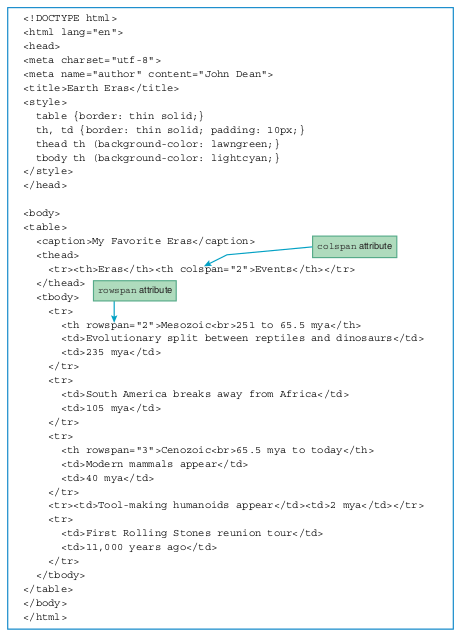 <!DOCTYPE html>
<html lang="en">
<head>
<meta charset="utf-8">
<meta name="author" content="John Dean">
<title>Earth Eras</title>
<style>
  table {border: thin solid;}
  th, td {border: thin solid; padding: 10px;}
  thead th (background-color: lawngreen;}
  tbody th (background-color: lightcyan;}
</style>
</head>

<body>
<table>
  <caption>My Favorite Eras</caption>
colspan attribute
  <thead>
    <tr><th>Eras</th><th colspan="2">Events</th></tr>
  </thead>
rowspan attribute
  <tbody>
    <tr>
      <th rowspan="2">Mesozoic<br>251 to 65.5 mya</th>
      <td>Evolutionary split between reptiles and dinosaurs</td>
      <td>235 mya</td>
    </tr>
    <tr>
      <td>South America breaks away from Africa</td>
      <td>105 mya</td>
    </tr>
    <tr>
      <th rowspan="3">Cenozoic<br>65.5 mya to today</th>
      <td>Modern mammals appear</td>
      <td>40 mya</td>
    </tr>
    <tr><td>Tool-making humanoids appear</td><td>2 mya</td></tr>
    <tr>
      <td>First Rolling Stones reunion tour</td>
      <td>11,000 years ago</td>
    </tr>
  </tbody>
</table>
</body>
</html>